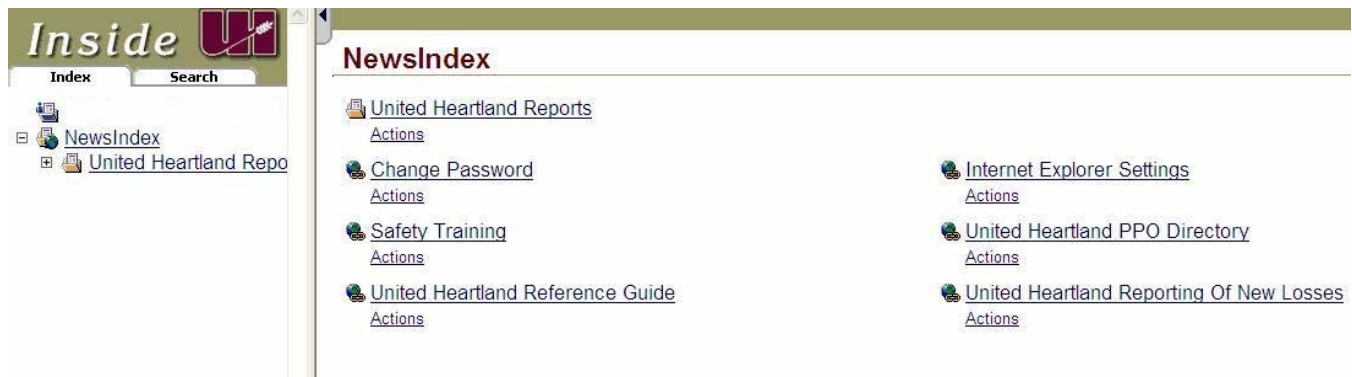 Inside UH
Index Search
NewsIndex
United Heartland Repo
NewsIndex
United Heartland Reports
Actions
Change Password
Actions
Safety Training
Actions
United Heartland Reference Guide
Actions
Internet Explorer Settings
Actions
United Heartland PPO Directory
Actions
United Heartland Reporting Of New Losses
Actions